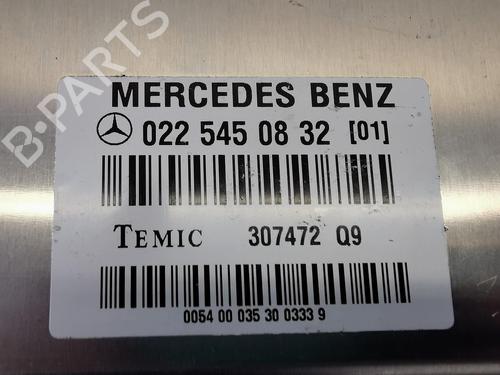 B-PARTS
MERCEDES BENZ
022 545 08 32 [01]
TEMIC 307472 Q9
0054 00 035 30 0333 9